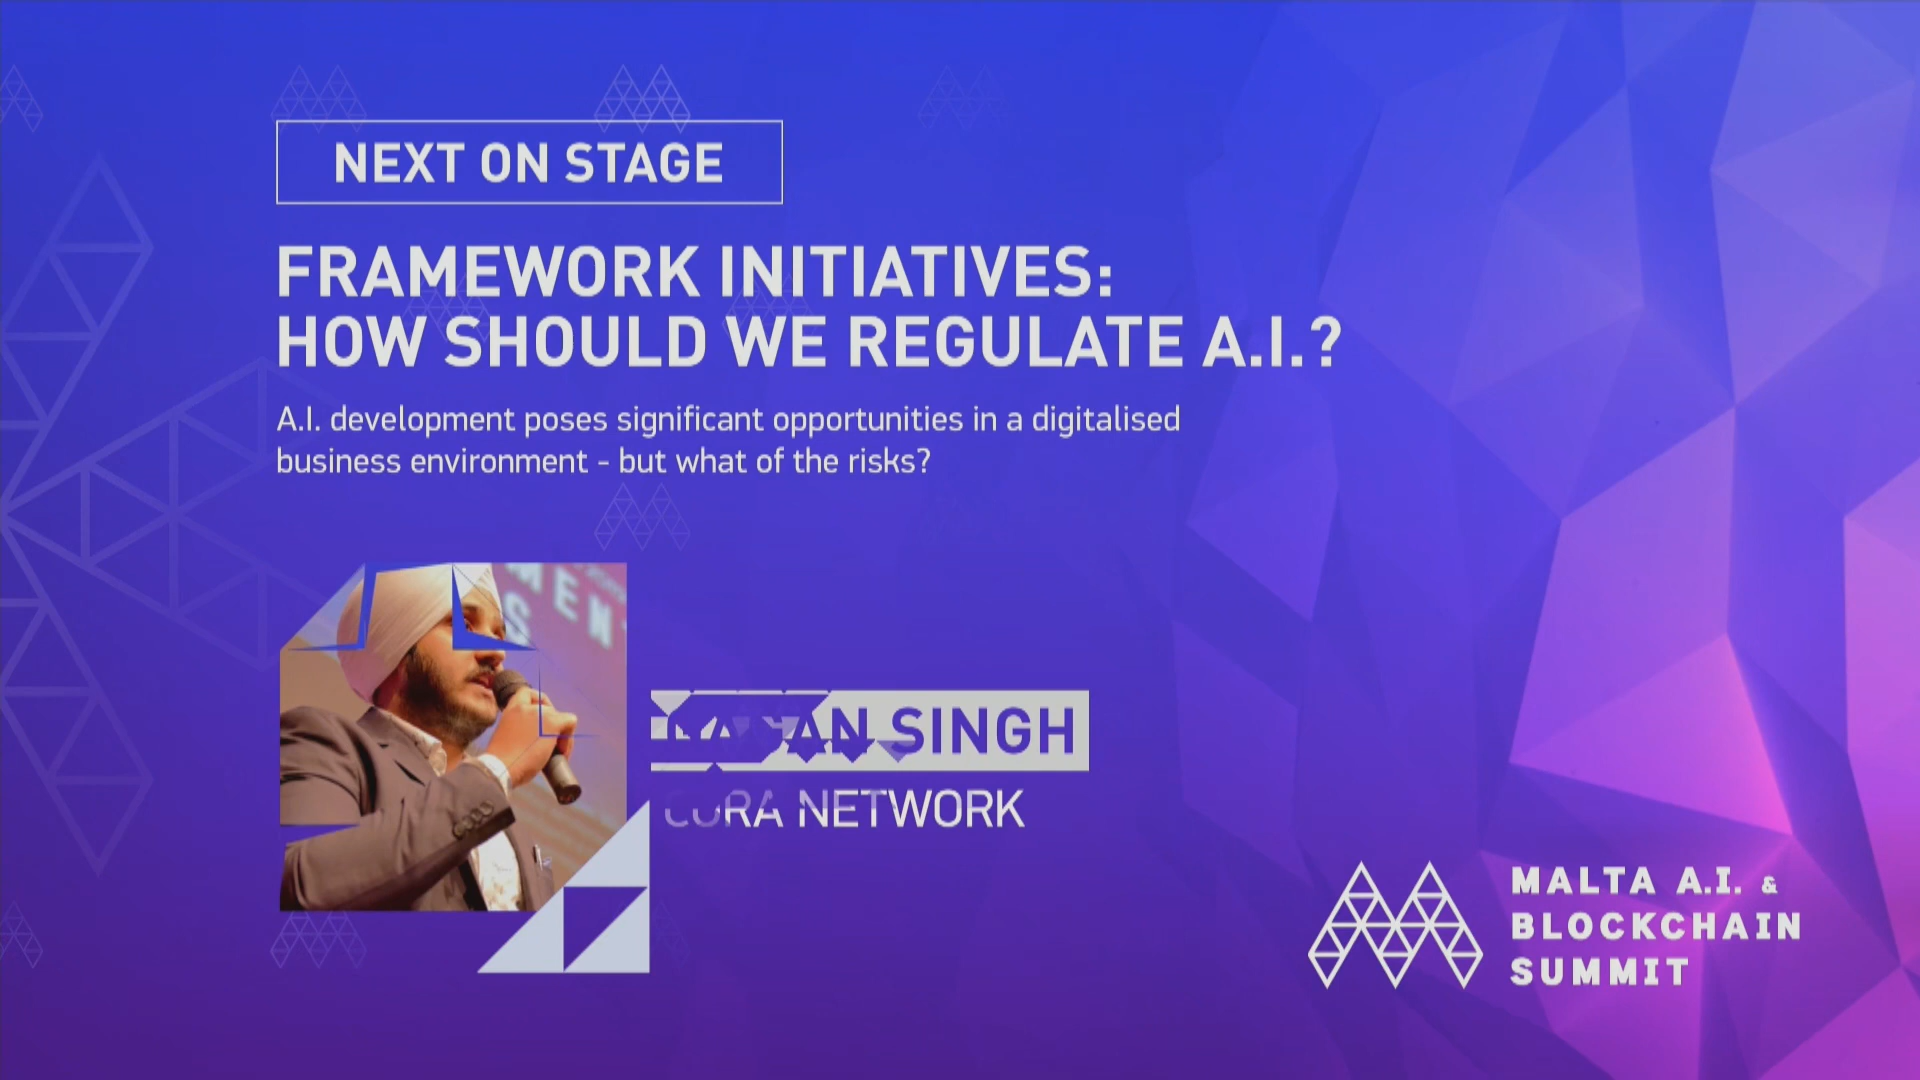 NEXT ON STAGE
FRAMEWORK INITIATIVES:
HOW SHOULD WE REGULATE A.I.?
A.I. development poses significant opportunities in a digitalised
business environment - but what of the risks?
SINGH
CORA NETWORK
MALTA A.I. &
BLOCKCHAIN
SUMMIT